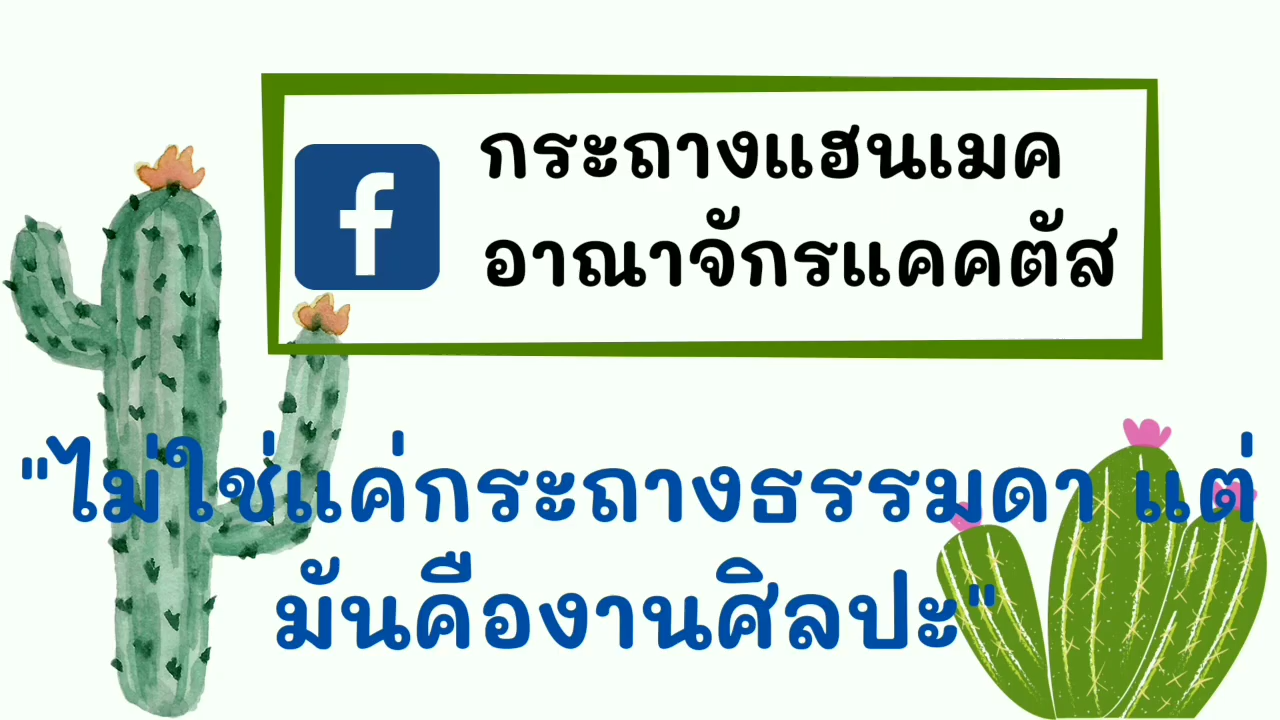 กระถางแฮนเมค
อาณาจักรแคคตัส
"ไม่ใช่แค่กระถางธรรมดา แต่
มันคืองานศิลปะ"